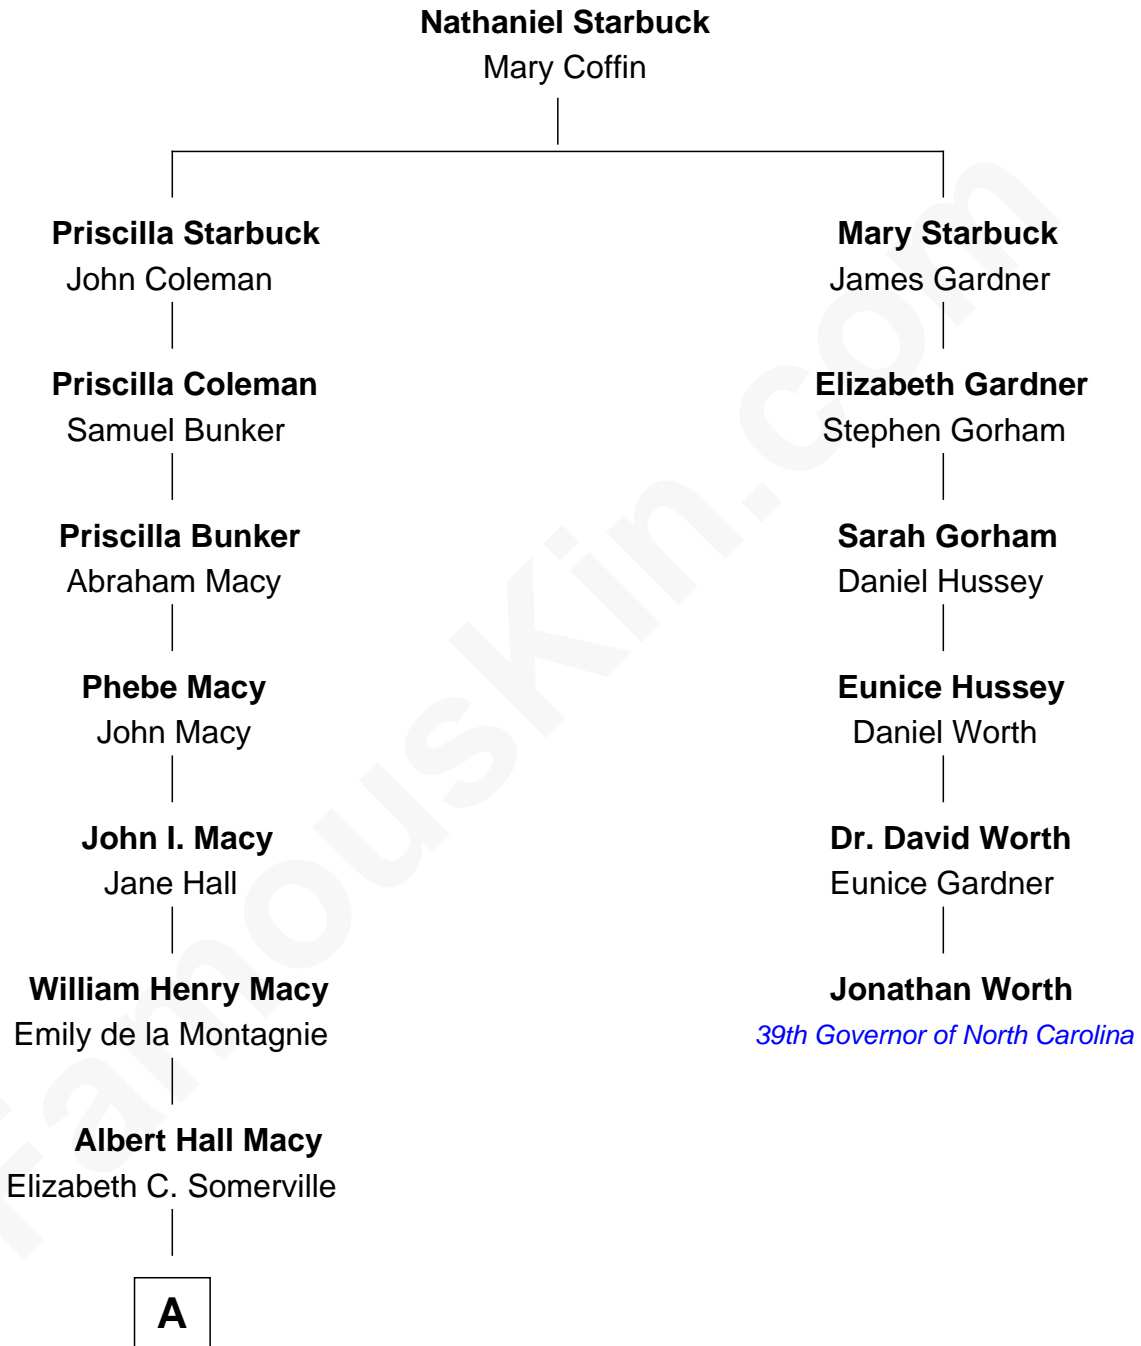 Nathaniel Starbuck
Mary Coffin
Priscilla Starbuck
John Coleman
Mary Starbuck
James Gardner
Priscilla Coleman
Samuel Bunker
Elizabeth Gardner
Stephen Gorham
Priscilla Bunker
Abraham Macy
Sarah Gorham
Daniel Hussey
Phebe Macy
John Macy
Eunice Hussey
Daniel Worth
John I. Macy
Jane Hall
Dr. David Worth
Eunice Gardner
William Henry Macy
Emily de la Montagnie
Jonathan Worth
39th Governor of North Carolina
Albert Hall Macy
Elizabeth C. Somerville
A
FamousKin.com